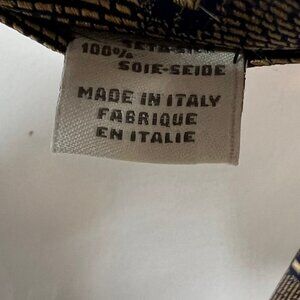 100%
SOIE-SEIDE
MADE IN ITALY
FABRIQUE
EN ITALIE